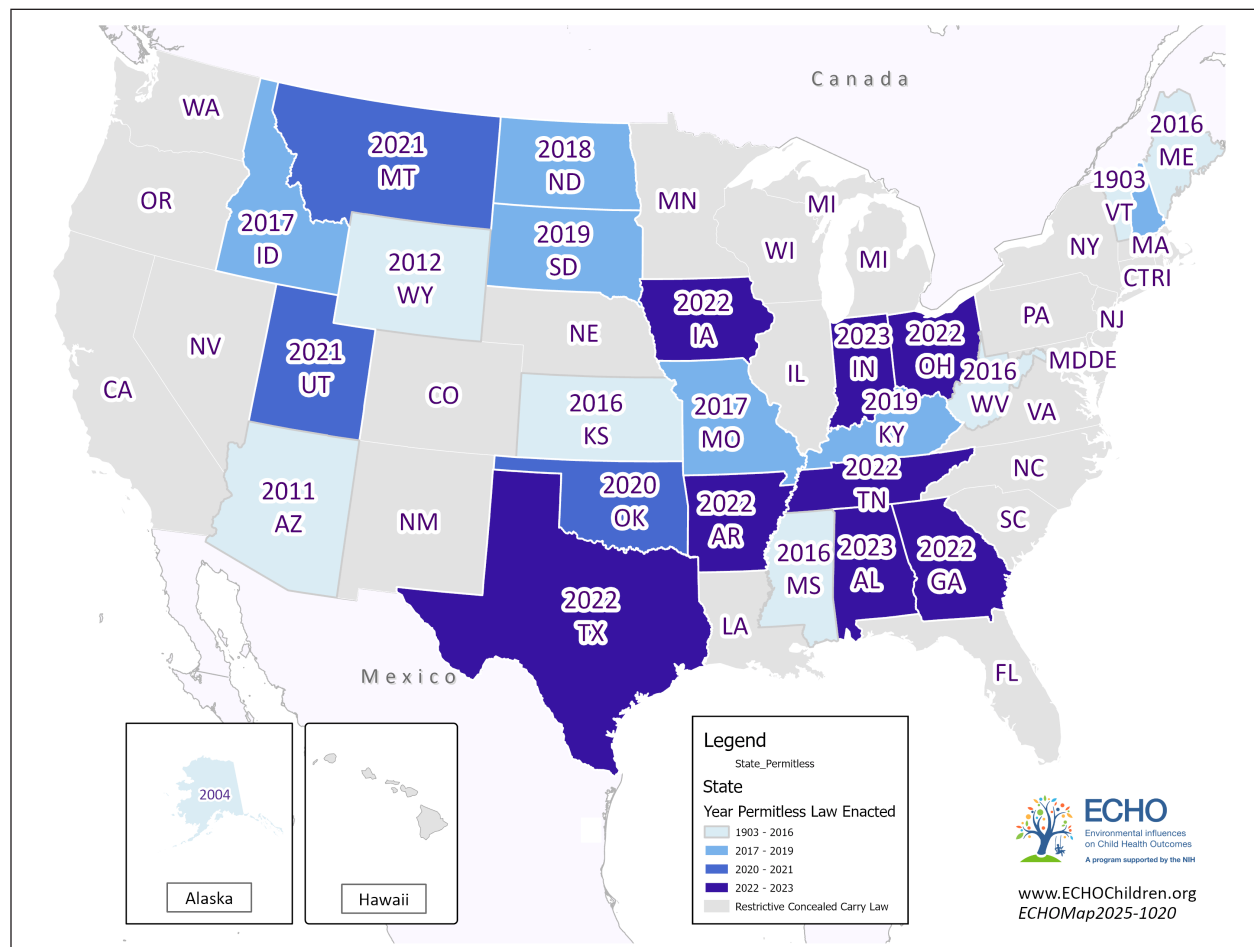 Canada
WA
2021
MT
2018
ND
MN
2016
ME
1903
VT
OR
2017
ID
2019
SD
MI
WI
MI
NY
MA
CTRI
2012
WY
2022
IA
NE
PA
NJ
NV
2021
UT
CO
CA
2016
KS
2017
MO
IL
2023
IN
2022
OH
2016
WV
MDDE
VA
2019
KY
NC
2022
TN
SC
2011
AZ
NM
2020
OK
2022
AR
2016
MS
2023
AL
2022
GA
2022
TX
LA
FL
Mexico
2004
Alaska
Hawaii
Legend
State_Permitless
State
Year Permitless Law Enacted
1903 - 2016
2017 - 2019
2020 - 2021
2022 - 2023
Restrictive Concealed Carry Law
ECHO
Environmental influences
on Child Health Outcomes
A program supported by the NIH
www.ECHOChildren.org
ECHOMap2025-1020